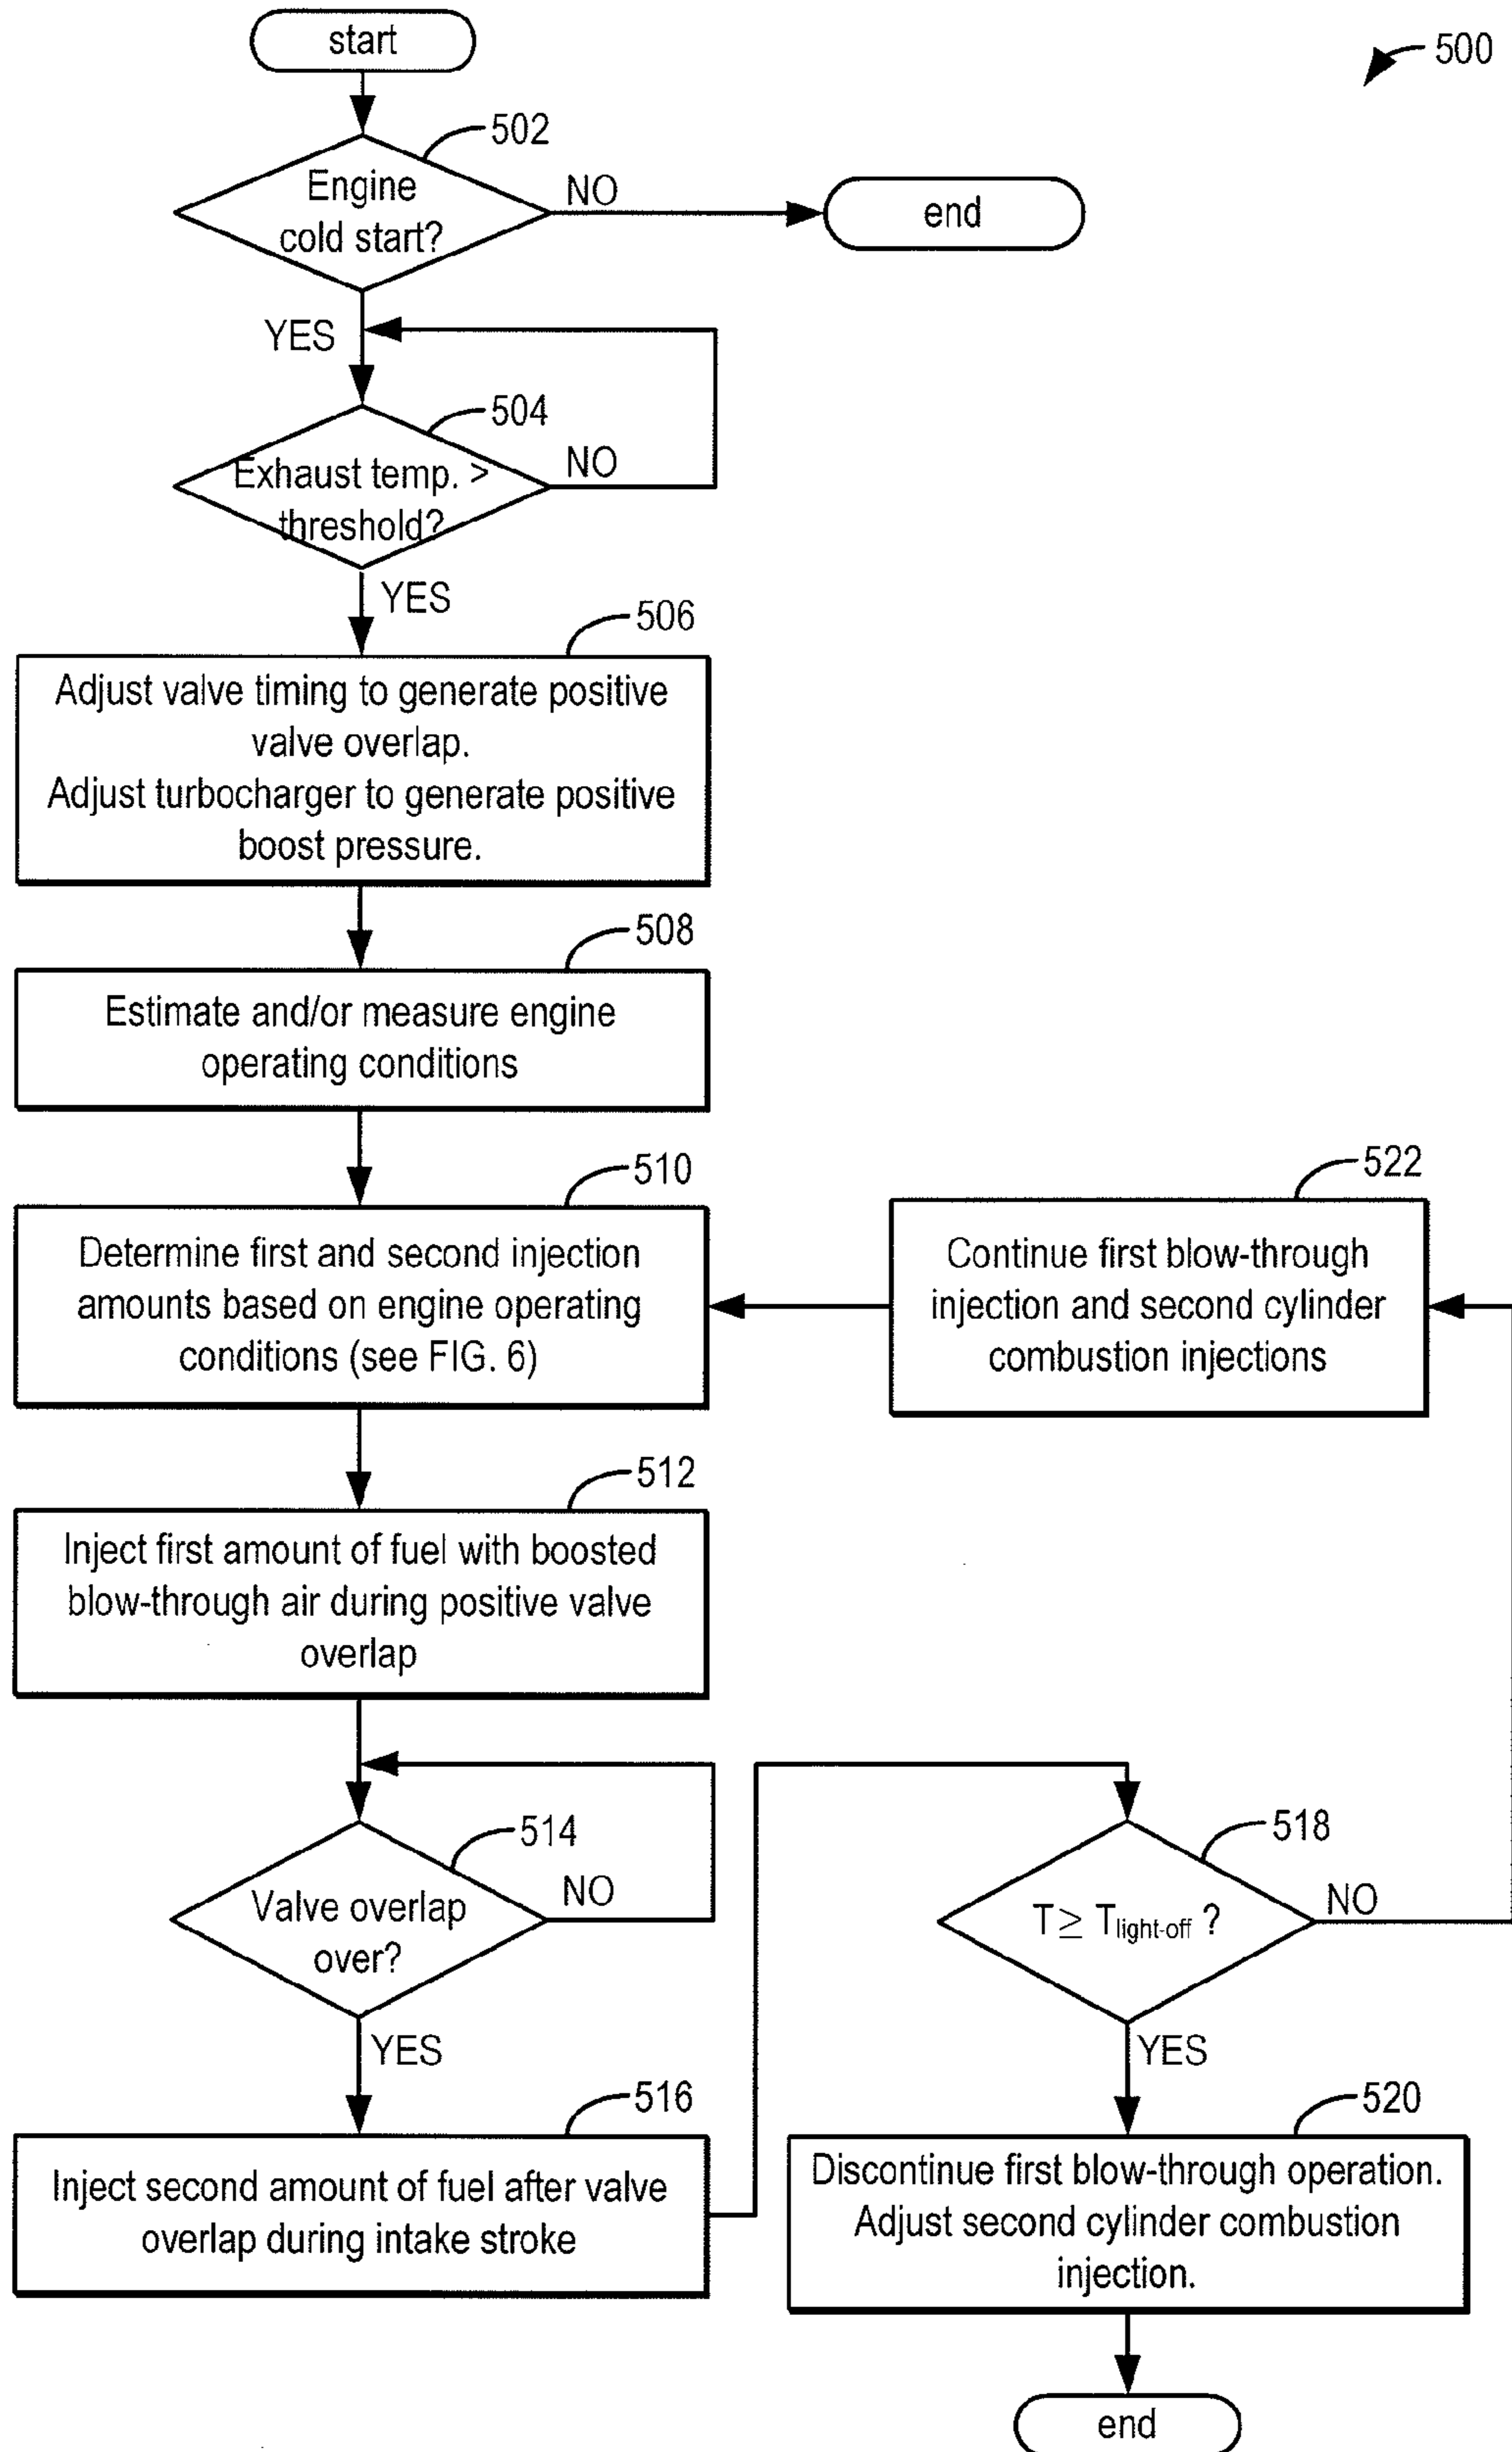 start
500
502
Engine
cold start?
NO
end
YES
504
Exhaust temp. >
threshold?
NO
YES
506
Adjust valve timing to generate positive
valve overlap.
Adjust turbocharger to generate positive
boost pressure.
508
Estimate and/or measure engine
operating conditions
510
Determine first and second injection
amounts based on engine operating
conditions (see FIG. 6)
522
Continue first blow-through
injection and second cylinder
combustion injections
512
Inject first amount of fuel with boosted
blow-through air during positive valve
overlap
514
Valve overlap
over?
NO
YES
516
Inject second amount of fuel after valve
overlap during intake stroke
518
T ≥ Tlight-off ?
NO
YES
520
Discontinue first blow-through operation.
Adjust second cylinder combustion
injection.
end